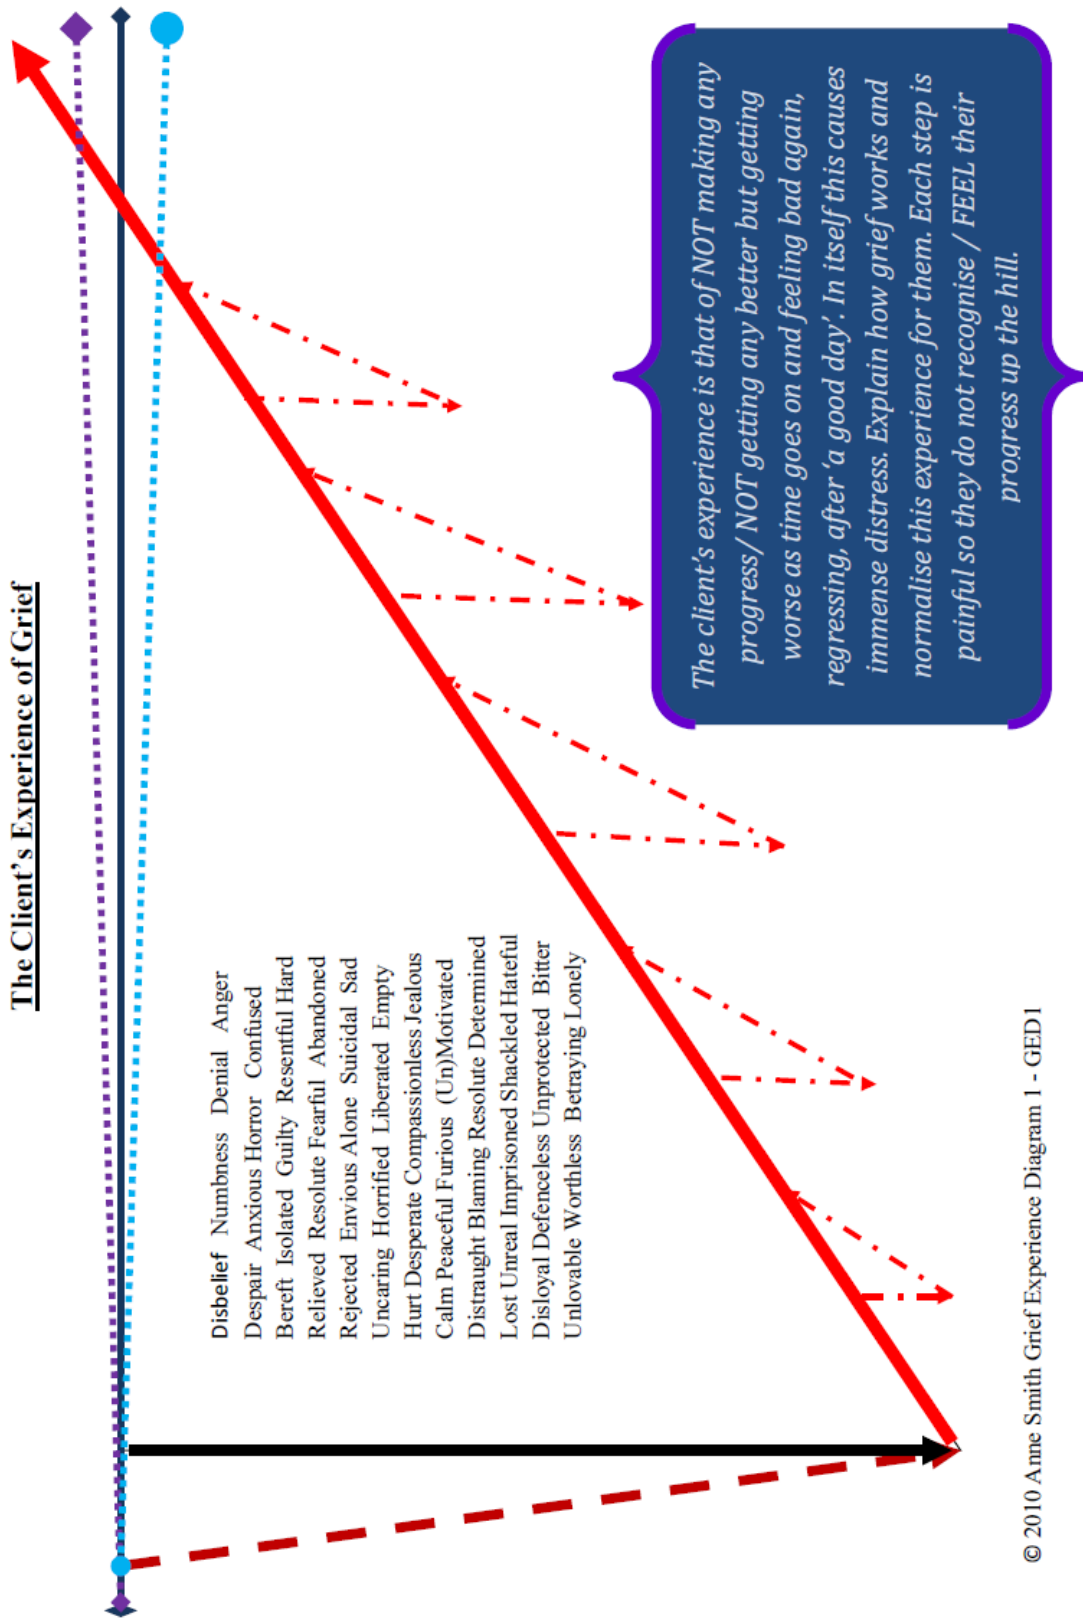 The Client's Experience of Grief
Disbelief Numbness Denial Anger
Despair Anxious Horror Confused
Bereft Isolated Guilty Resentful Hard
Relieved Resolute Fearful Abandoned
Rejected Envious Alone Suicidal Sad
Uncaring Horrified Liberated Empty
Hurt Desperate Compassionless Jealous
Calm Peaceful Furious (Un)Motivated
Distraught Blaming Resolute Determined
Lost Unreal Imprisoned Shackled Hateful
Disloyal Defenceless Unprotected Bitter
Unlovable Worthless Betraying Lonely
The client's experience is that of NOT making any
progress/ NOT getting any better but getting
worse as time goes on and feeling bad again,
regressing, after 'a good day'. In itself this causes
immense distress. Explain how grief works and
normalise this experience for them. Each step is
painful so they do not recognise / FEEL their
progress up the hill.
© 2010 Anne Smith Grief Experience Diagram 1 - GED1